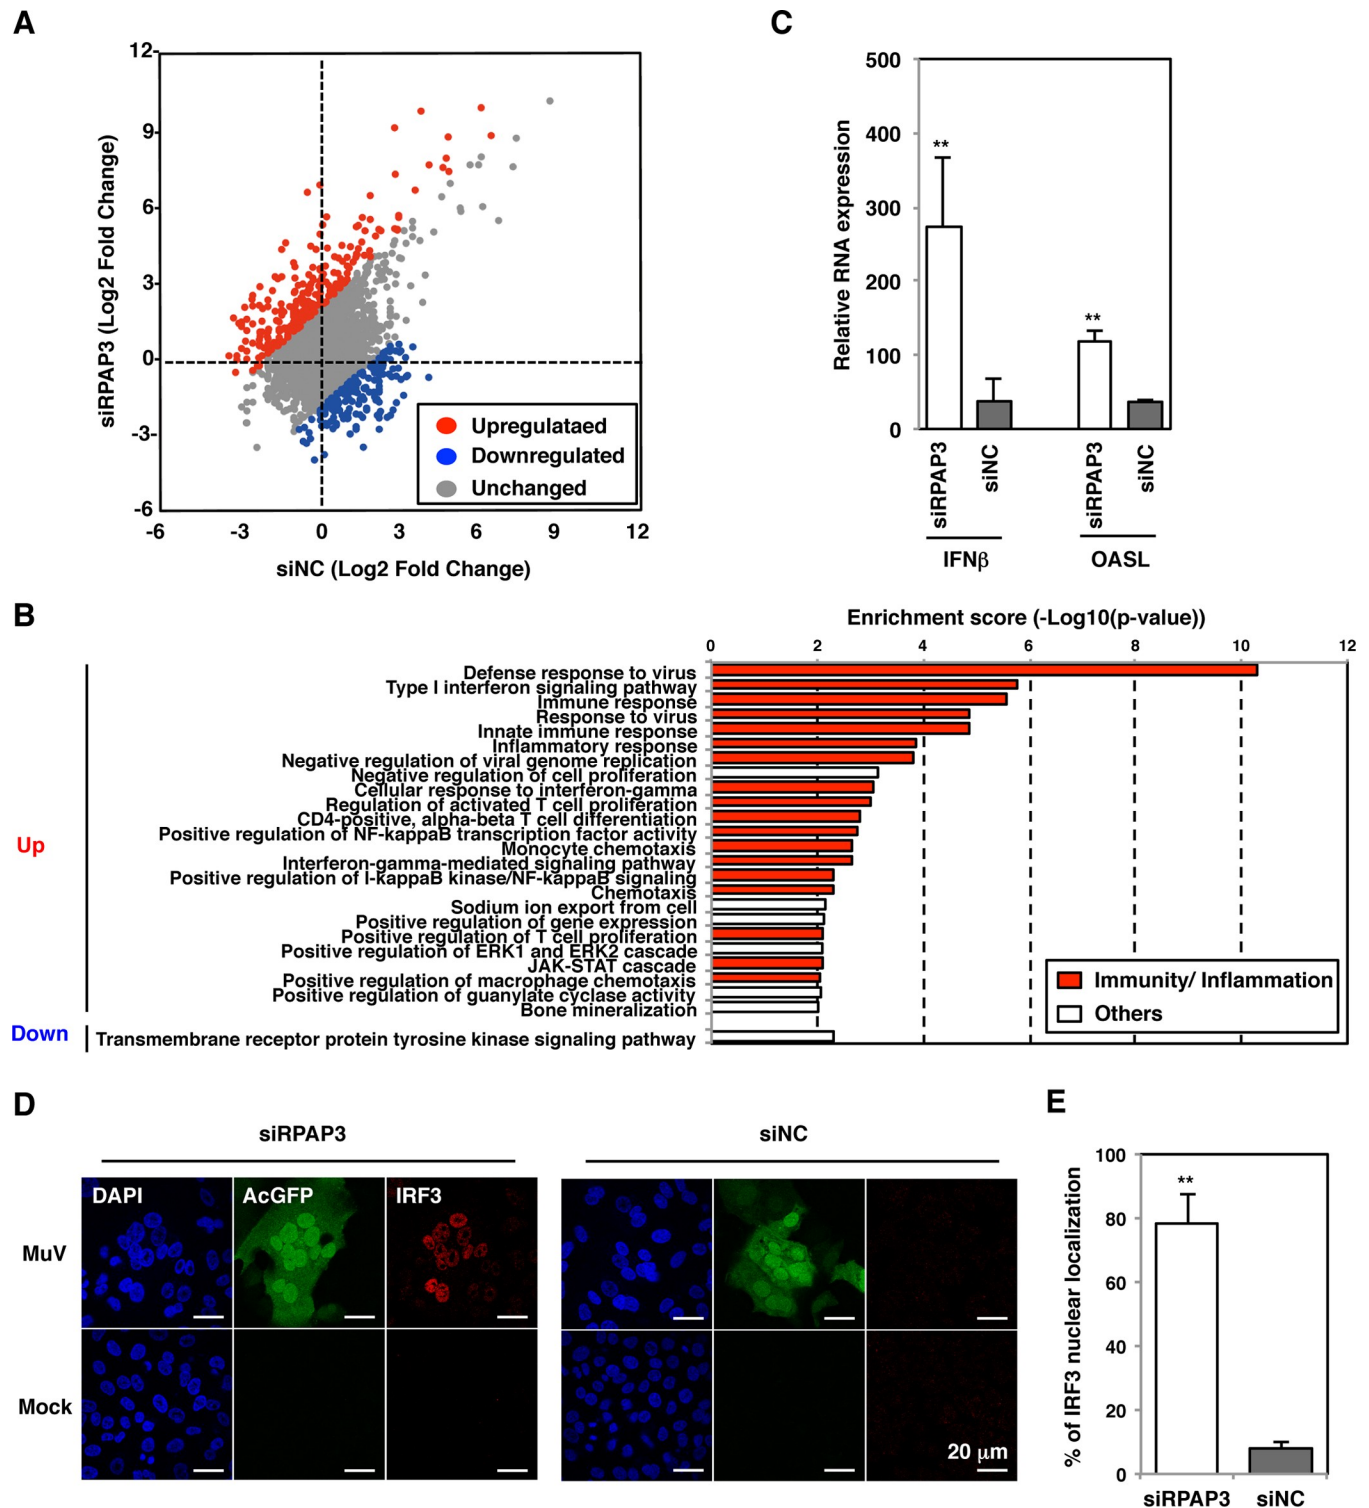 A
12
9
6
3
0
-3
-6
-6
-3
0
3
6
9
12
siRPAP3 (Log2 Fold Change)
siNC (Log2 Fold Change)
Upregulataed
Downregulated
Unchanged
C
500
400
300
200
100
0
Relative RNA expression
**
**
siRPAP3
siNC
siRPAP3
siNC
IFNβ
OASL
B
Enrichment score (-Log10(p-value))
0
2
4
6
8
10
12
Up
Defense response to virus
Type I interferon signaling pathway
Immune response
Response to virus
Innate immune response
Inflammatory response
Negative regulation of viral genome replication
Negative regulation of cell proliferation
Cellular response to interferon-gamma
Regulation of activated T cell proliferation
CD4-positive, alpha-beta T cell differentiation
Positive regulation of NF-kappaB transcription factor activity
Monocyte chemotaxis
Interferon-gamma-mediated signaling pathway
Positive regulation of I-kappaB kinase/NF-kappaB signaling
Chemotaxis
Sodium ion export from cell
Positive regulation of gene expression
Positive regulation of T cell proliferation
Positive regulation of ERK1 and ERK2 cascade
JAK-STAT cascade
Positive regulation of macrophage chemotaxis
Positive regulation of guanylate cyclase activity
Bone mineralization
Down
Transmembrane receptor protein tyrosine kinase signaling pathway
Immunity/ Inflammation
Others
D
siRPAP3
siNC
DAPI
AcGFP
IRF3
MuV
Mock
20 μm
E
100
80
60
40
20
0
% of IRF3 nuclear localization
**
siRPAP3
siNC